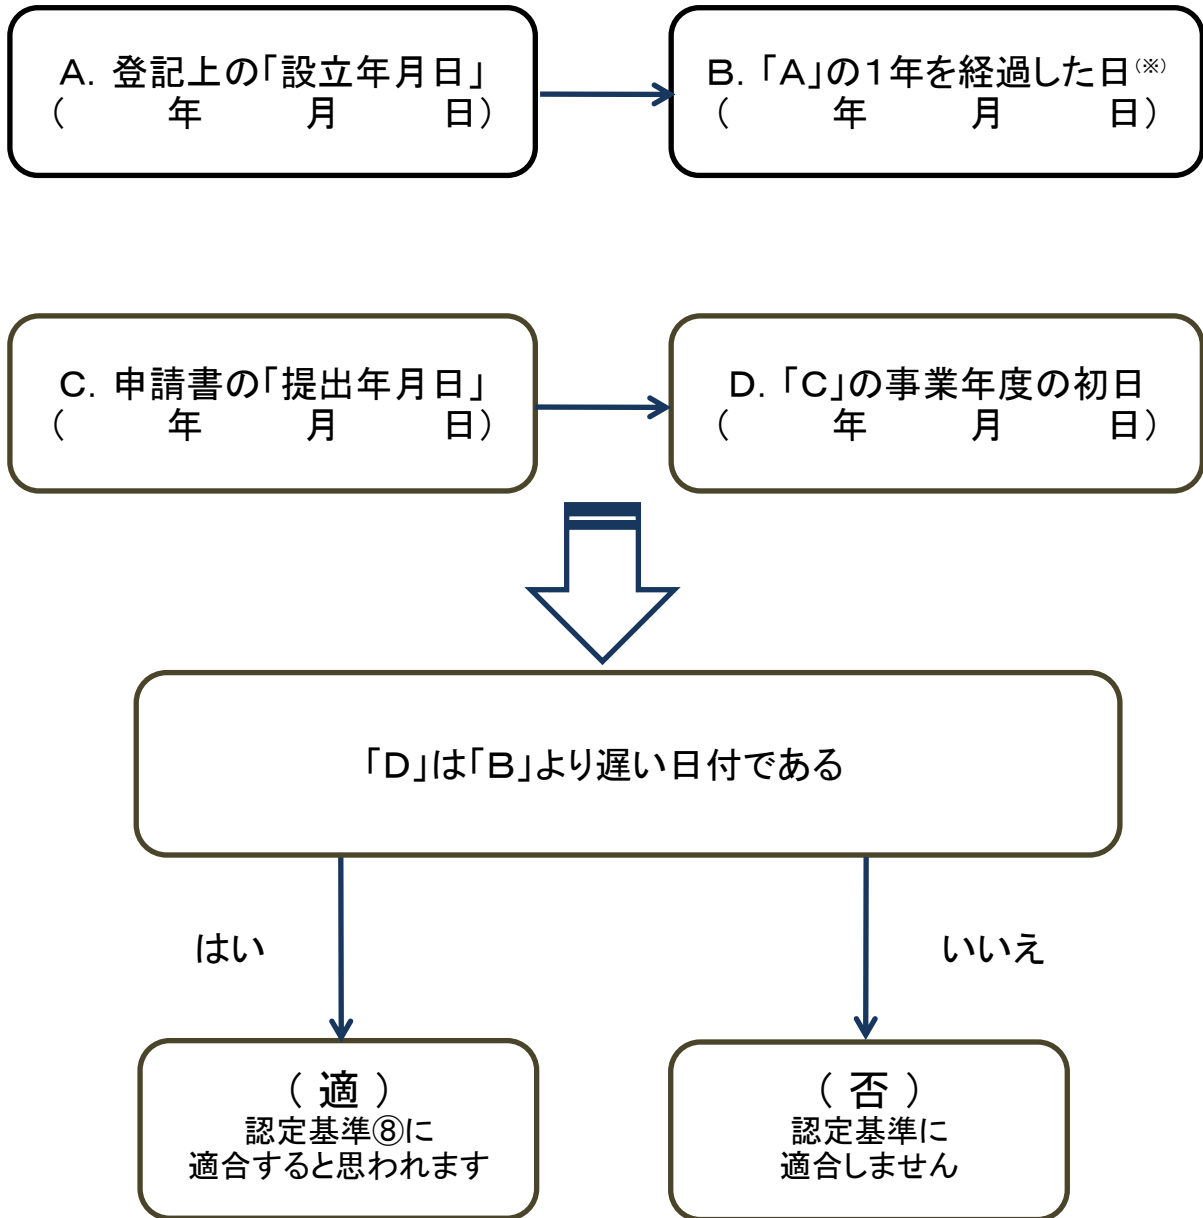 A. 登記上の「設立年月日」
(　　　年　　　月　　　日)
B. 「A」の1年を経過した日(※)
(　　　年　　　月　　　日)
C. 申請書の「提出年月日」
(　　　年　　　月　　　日)
D. 「C」の事業年度の初日
(　　　年　　　月　　　日)
「D」は「B」より遅い日付である
はい
いいえ
( 適 )
認定基準⑧に
適合すると思われます
( 否 )
認定基準に
適合しません